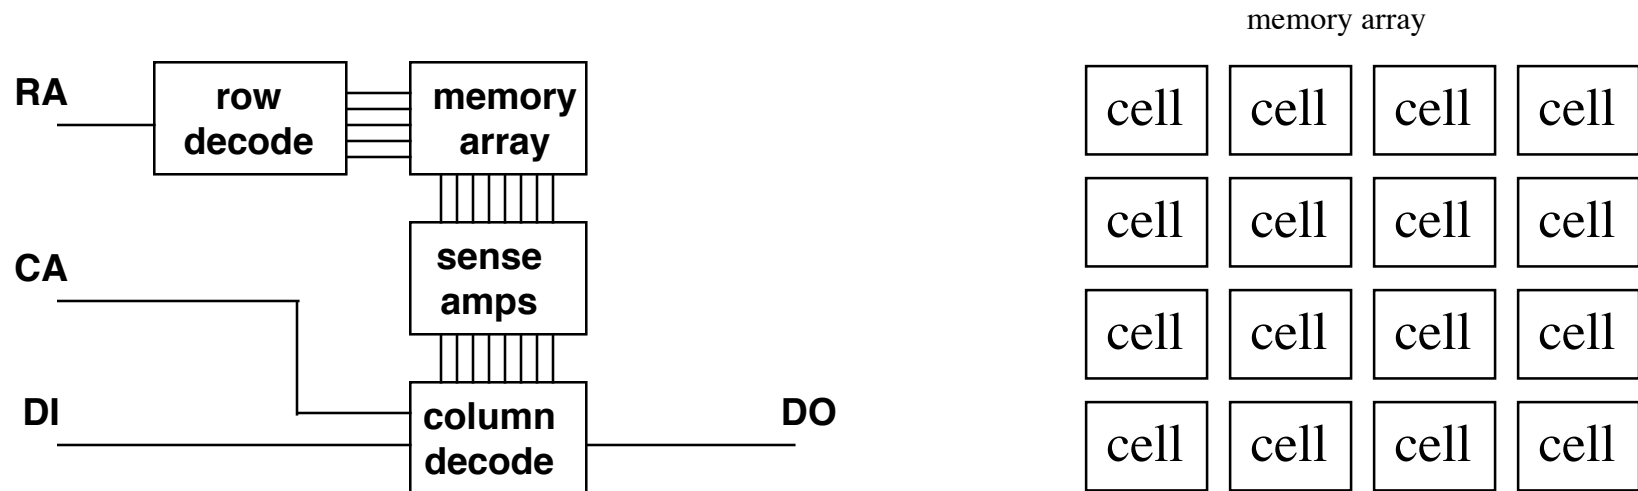 memory array
RA
row
decode
memory
array
cell cell cell cell
cell cell cell cell
CA
sense
amps
cell cell cell cell
DI
column
decode
DO
cell cell cell cell